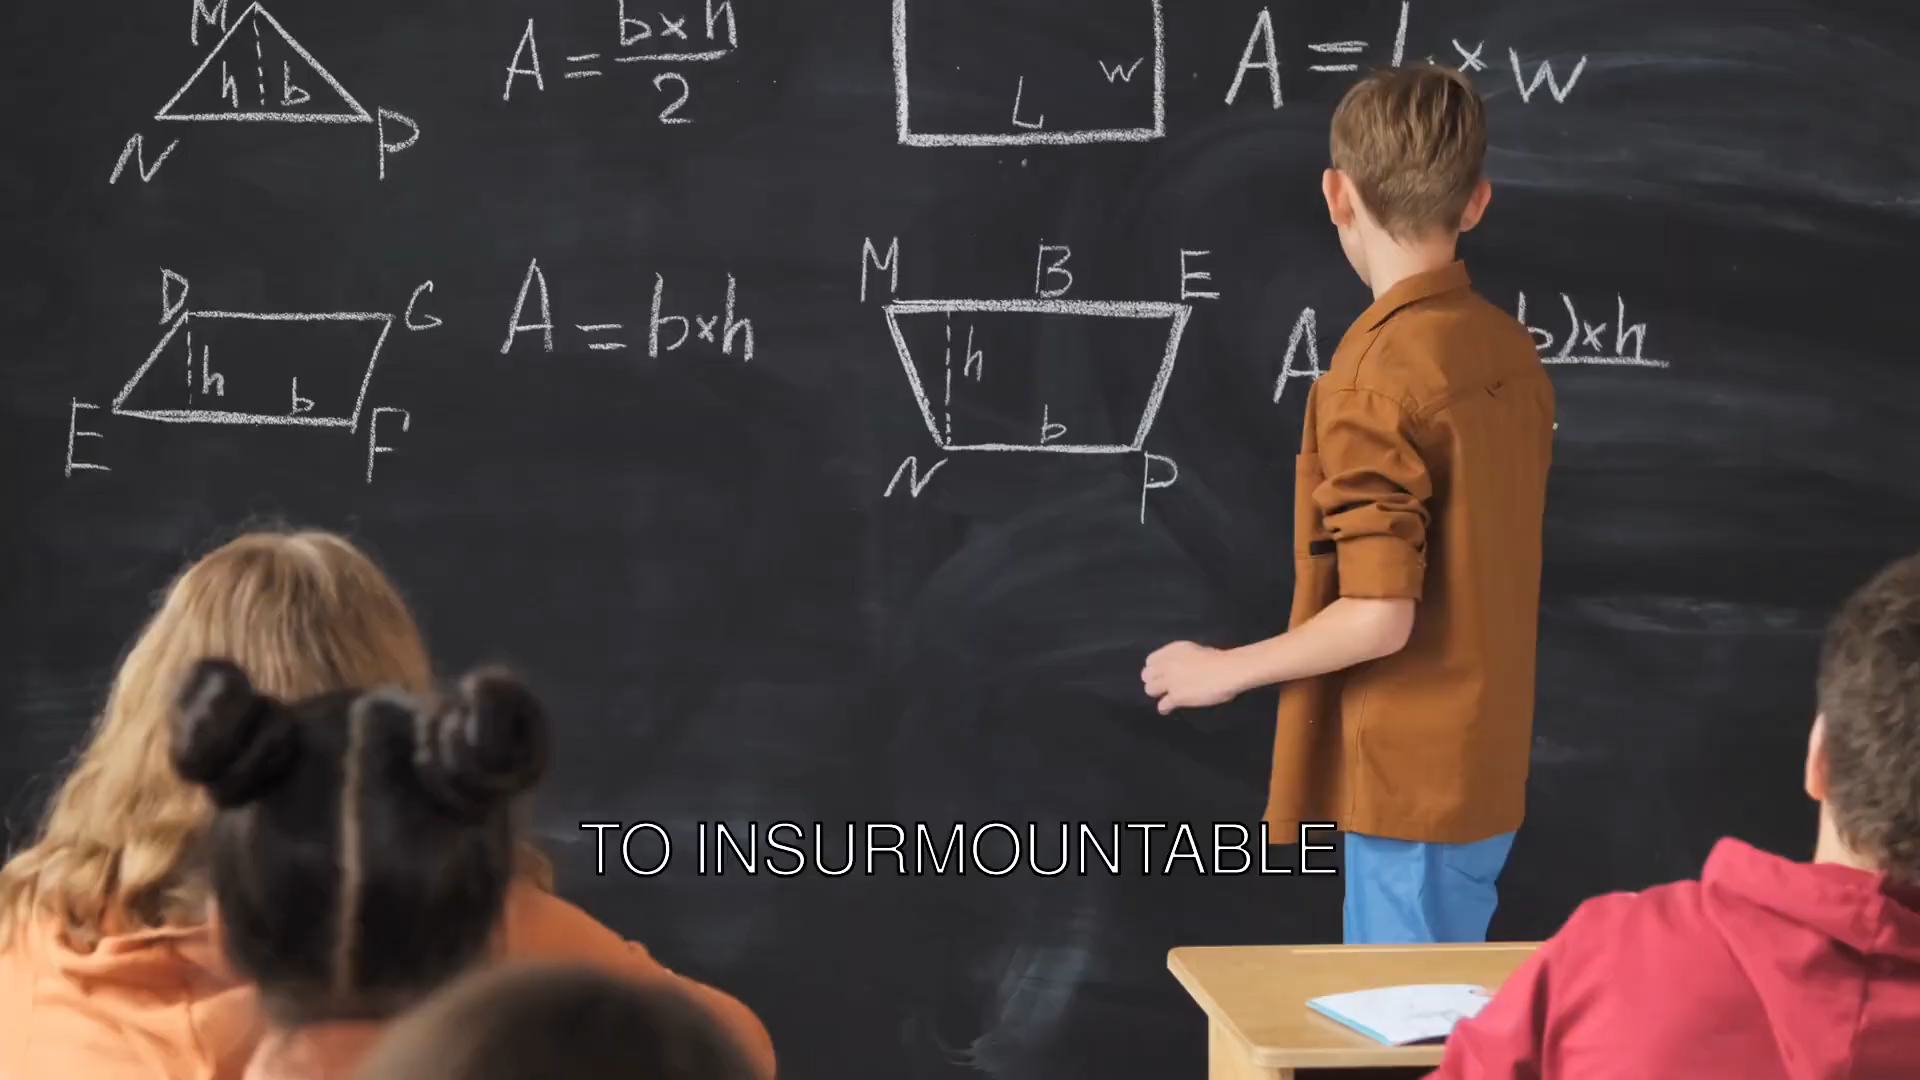 M
h b
N P
A = b×h
2
L
w
A = L × w
D G
h
b
E F
A = b×h
M B E
h
b
N P
A b)×h
TO INSURMOUNTABLE